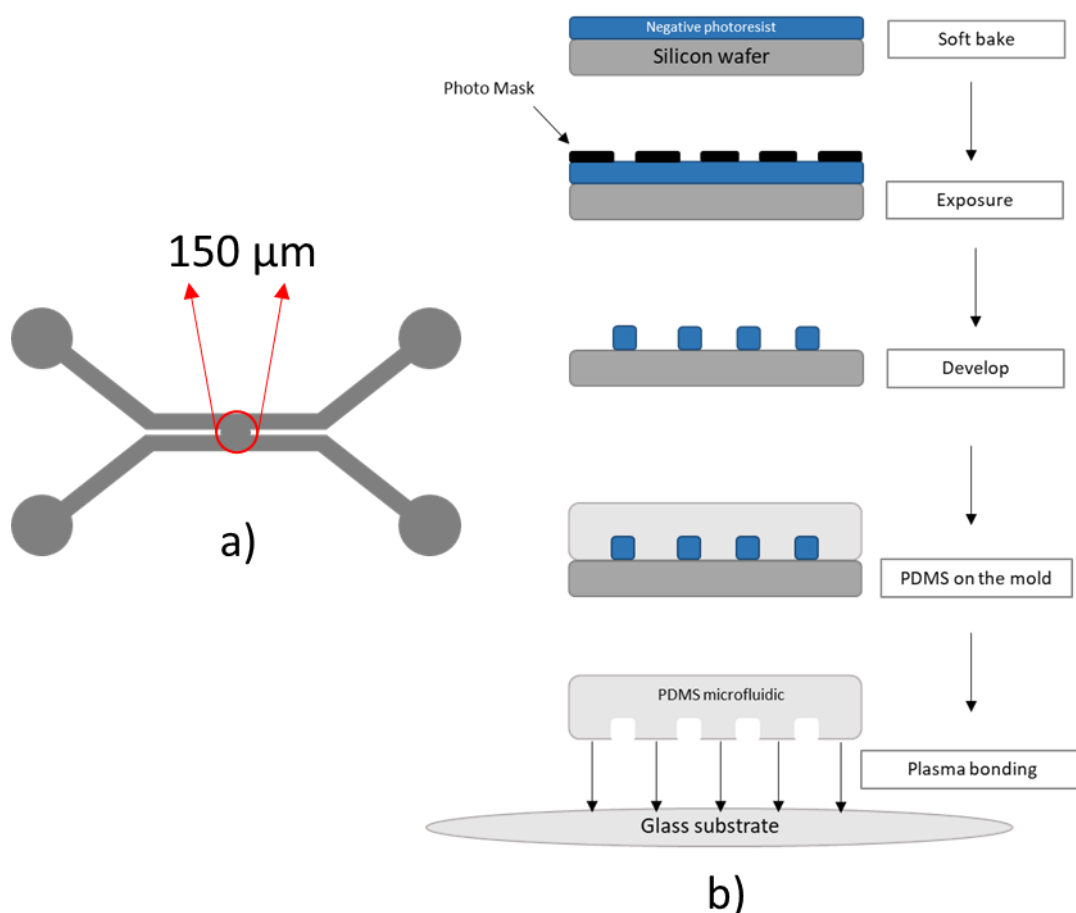 150 µm
a)
Negative photoresist
Silicon wafer
Soft bake
Photo Mask
Exposure
Develop
PDMS on the mold
PDMS microfluidic
Plasma bonding
Glass substrate
b)